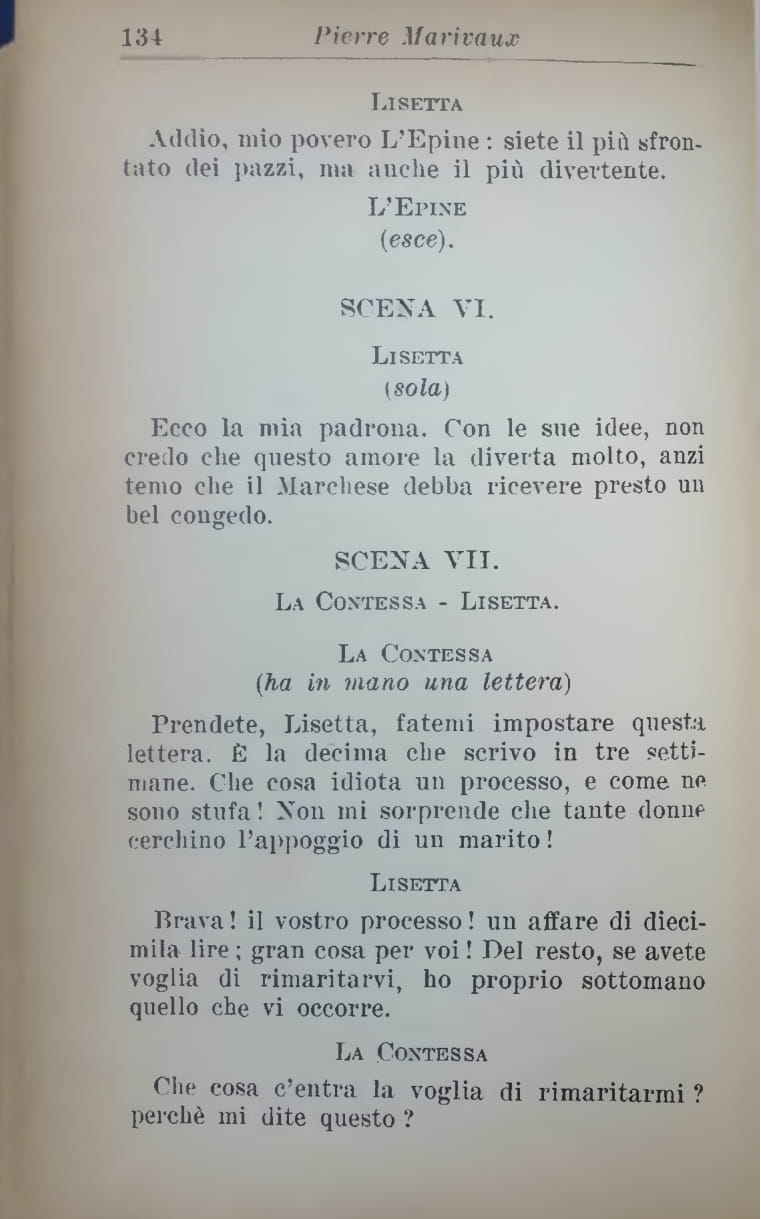 134 Pierre Marivaux
LISETTA
Addio, mio povero L'Epine : siete il più sfron-
tato dei pazzi, ma anche il più divertente.
L'EPINE
(esce).
SCENA VI.
LISETTA
(sola)
Ecco la mia padrona. Con le sue idee, non
credo che questo amore la diverta molto, anzi
temo che il Marchese debba ricevere presto un
bel congedo.
SCENA VII.
LA CONTESSA - LISETTA.
LA CONTESSA
(ha in mano una lettera)
Prendete, Lisetta, fatemi impostare questa
lettera. È la decima che scrivo in tre setti-
mane. Che cosa idiota un processo, e come ne
sono stufa ! Non mi sorprende che tante donne
cerchino l'appoggio di un marito !
LISETTA
Brava ! il vostro processo ! un affare di dieci-
mila lire ; gran cosa per voi ! Del resto, se avete
voglia di rimaritarvi, ho proprio sottomano
quello che vi occorre.
LA CONTESSA
Che cosa c'entra la voglia di rimaritarmi ?
perchè mi dite questo ?